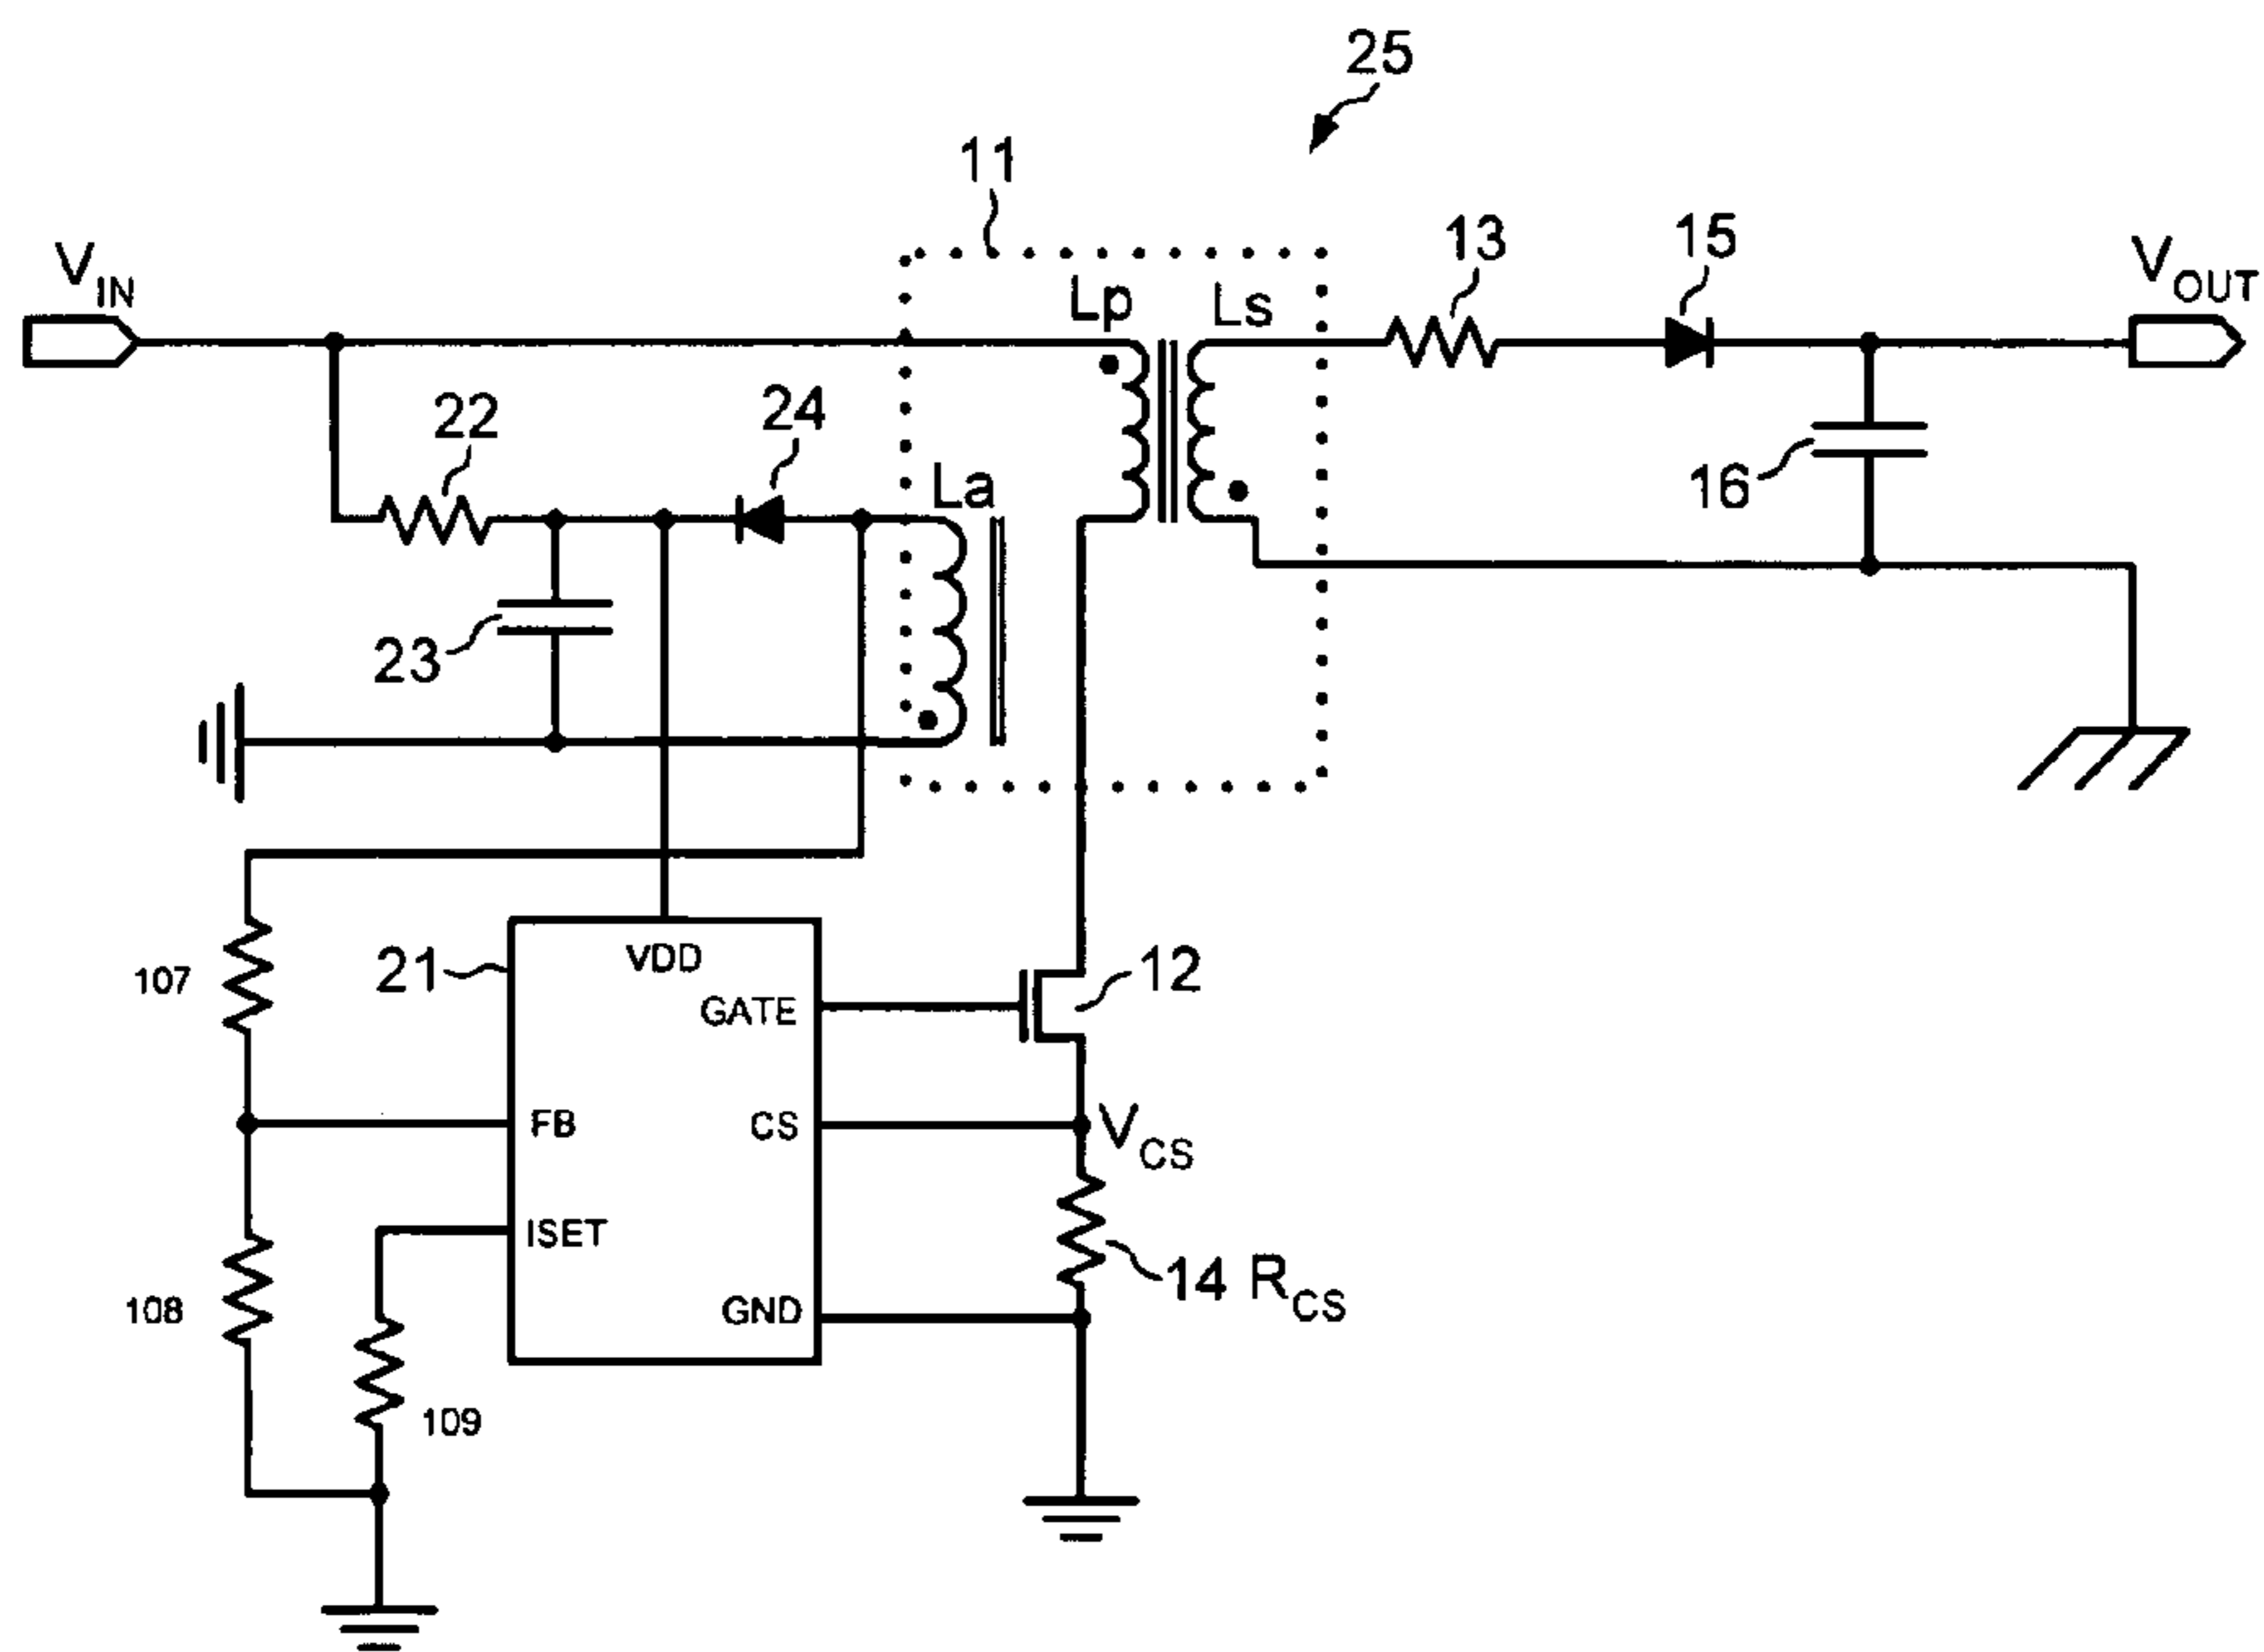 25
11
13
15
VIN
VOUT
Lp
Ls
22
24
La
16
23
21
VDD
12
107
GATE
FB
CS
VCS
ISET
14 RCS
108
GND
109